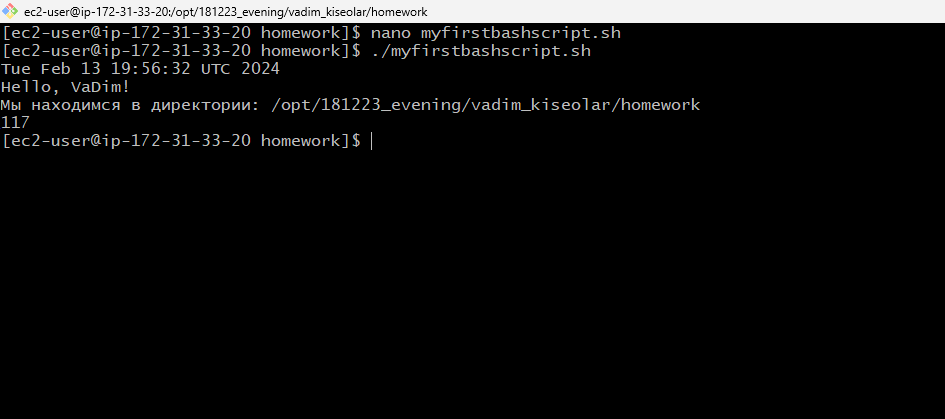 ec2-user@ip-172-31-33-20:/opt/181223_evening/vadim_kiseolar/homework
[ec2-user@ip-172-31-33-20 homework]$ nano myfirstbashscript.sh
[ec2-user@ip-172-31-33-20 homework]$ ./myfirstbashscript.sh
Tue Feb 13 19:56:32 UTC 2024
Hello, VaDim!
Мы находимся в директории: /opt/181223_evening/vadim_kiseolar/homework
117
[ec2-user@ip-172-31-33-20 homework]$